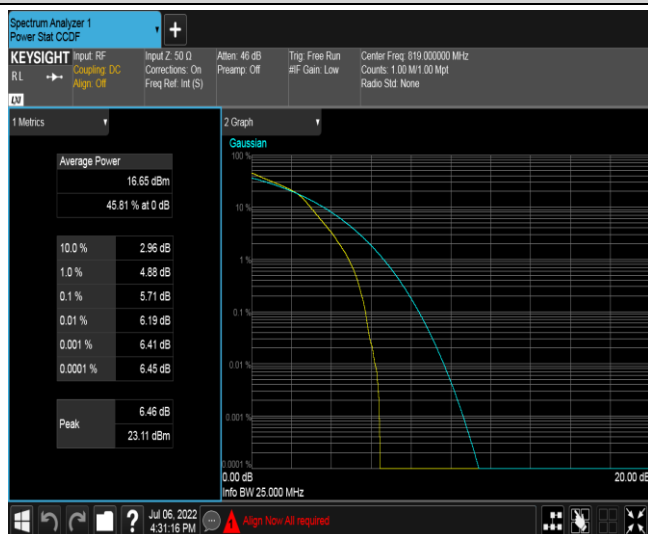 Spectrum Analyzer 1
Power Stat CCDF
+
KEYSIGHT
RL
LXI
Input: RF
Coupling: DC
Align: Off
Input Z: 50 Ω
Corrections: On
Freq Ref: Int (S)
Atten: 46 dB
Preamp: Off
Trig: Free Run
#IF Gain: Low
Center Freq: 819.000000 MHz
Counts: 1.00 M/1.00 Mpt
Radio Std: None
1 Metrics
Average Power
16.65 dBm
45.81 % at 0 dB
10.0 % 2.96 dB
1.0 % 4.88 dB
0.1 % 5.71 dB
0.01 % 6.19 dB
0.001 % 6.41 dB
0.0001 % 6.45 dB
Peak
6.46 dB
23.11 dBm
2 Graph
Gaussian
100 %
10 %
1 %
0.1 %
0.01 %
0.001 %
0.0001 %
0.00 dB
20.00 dB
Info BW 25.000 MHz
?
Jul 06, 2022
4:31:16 PM
Align Now All required